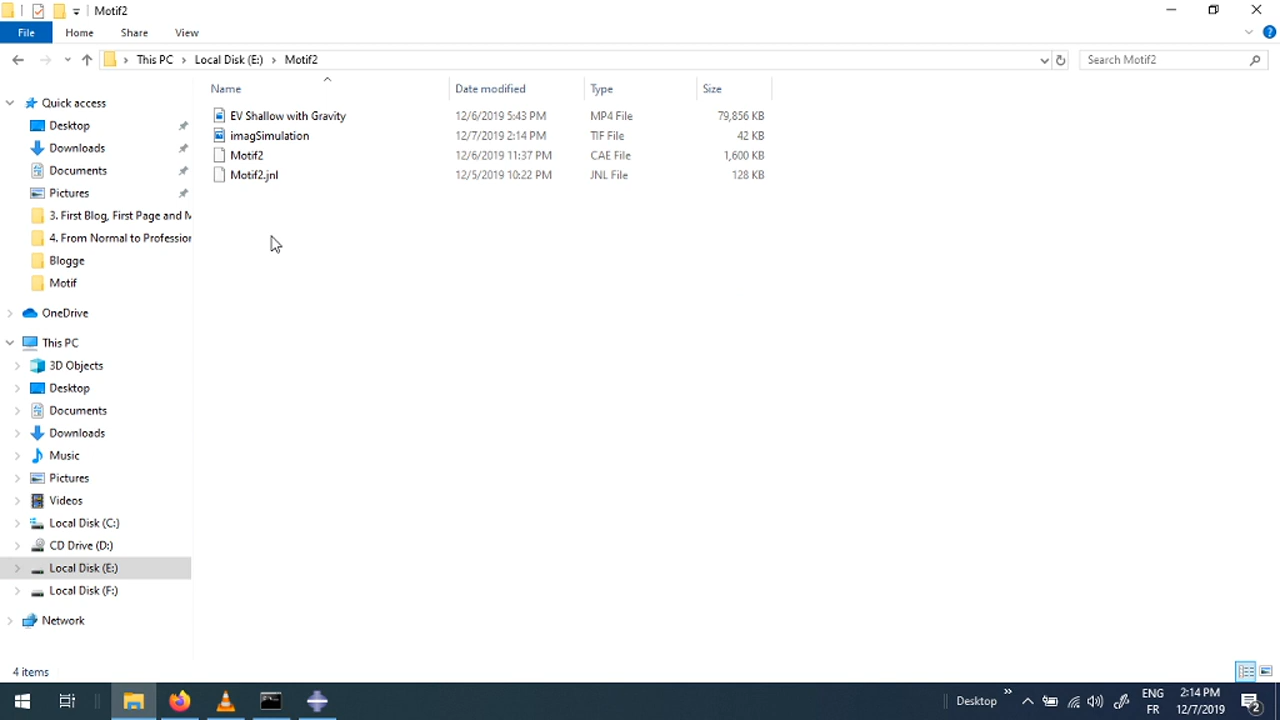 Motif2
File Home Share View
This PC Local Disk (E:) Motif2 Search Motif2
Name Date modified Type Size
EV Shallow with Gravity 12/6/2019 5:43 PM MP4 File 79,856 KB
imagSimulation 12/7/2019 2:14 PM TIF File 42 KB
Motif2 12/6/2019 11:37 PM CAE File 1,600 KB
Motif2.jnl 12/5/2019 10:22 PM JNL File 128 KB
Quick access
Desktop
Downloads
Documents
Pictures
3. First Blog, First Page and M
4. From Normal to Profession
Blogge
Motif
OneDrive
This PC
3D Objects
Desktop
Documents
Downloads
Music
Pictures
Videos
Local Disk (C:)
CD Drive (D:)
Local Disk (E:)
Local Disk (F:)
Network
4 items
Desktop » ENG 2:14 PM
FR 12/7/2019 2